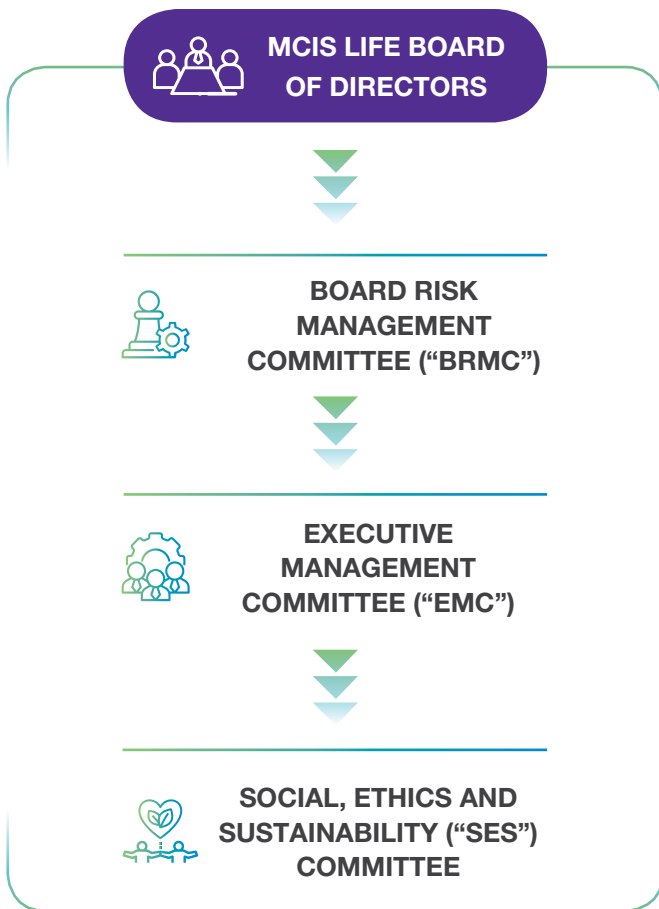 MCIS LIFE BOARD
OF DIRECTORS
BOARD RISK
MANAGEMENT
COMMITTEE (“BRMC”)
EXECUTIVE
MANAGEMENT
COMMITTEE (“EMC”)
SOCIAL, ETHICS AND
SUSTAINABILITY (“SES”)
COMMITTEE